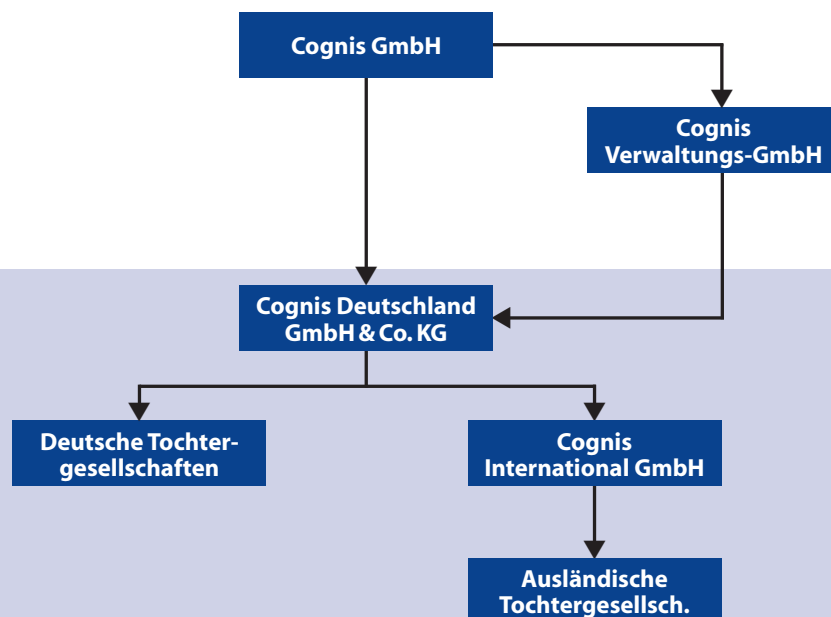 Cognis GmbH
Cognis
Verwaltungs-GmbH
Cognis Deutschland
GmbH & Co. KG
Deutsche Tochter-
gesellschaften
Cognis
International GmbH
Ausländische
Tochtergesellsch.